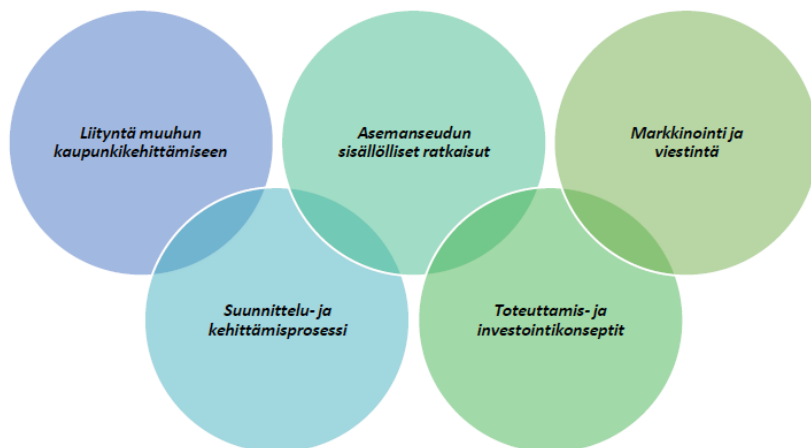 Liityntä muuhun
kaupunkikehittämiseen
Asemanseudun
sisällölliset ratkaisut
Markkinointi ja
viestintä
Suunnittelu- ja
kehittämisprosessi
Toteuttamis- ja
investointikonseptit